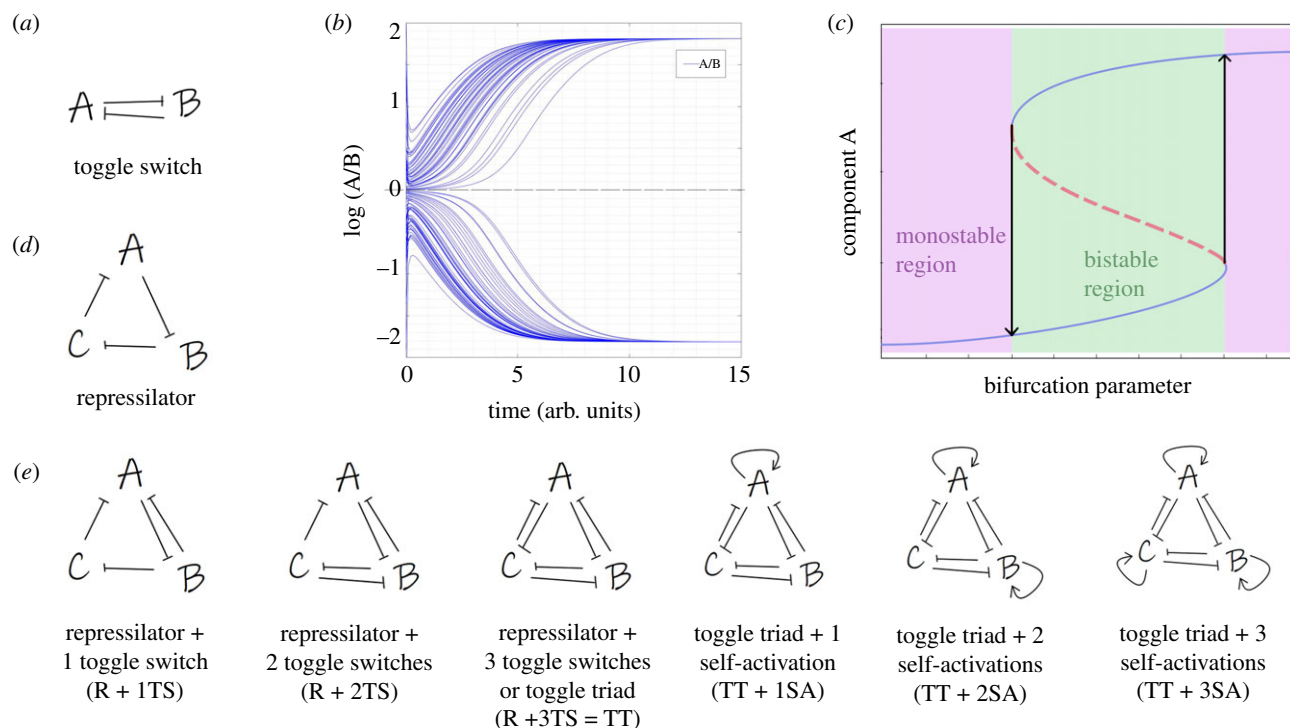 (a)
A B
toggle switch
(b)
2
1
0
−1
−2
log (A/B)
A/B
0 5 10 15
time (arb. units)
(c)
component A
monostable
region
bistable
region
bifurcation parameter
(d)
A
C B
repressilator
(e)
A
C B
repressilator +
1 toggle switch
(R + 1TS)
A
C B
repressilator +
2 toggle switches
(R + 2TS)
A
C B
repressilator +
3 toggle switches
or toggle triad
(R +3TS = TT)
A
C B
toggle triad + 1
self-activation
(TT + 1SA)
A
C B
toggle triad + 2
self-activations
(TT + 2SA)
A
C B
toggle triad + 3
self-activations
(TT + 3SA)